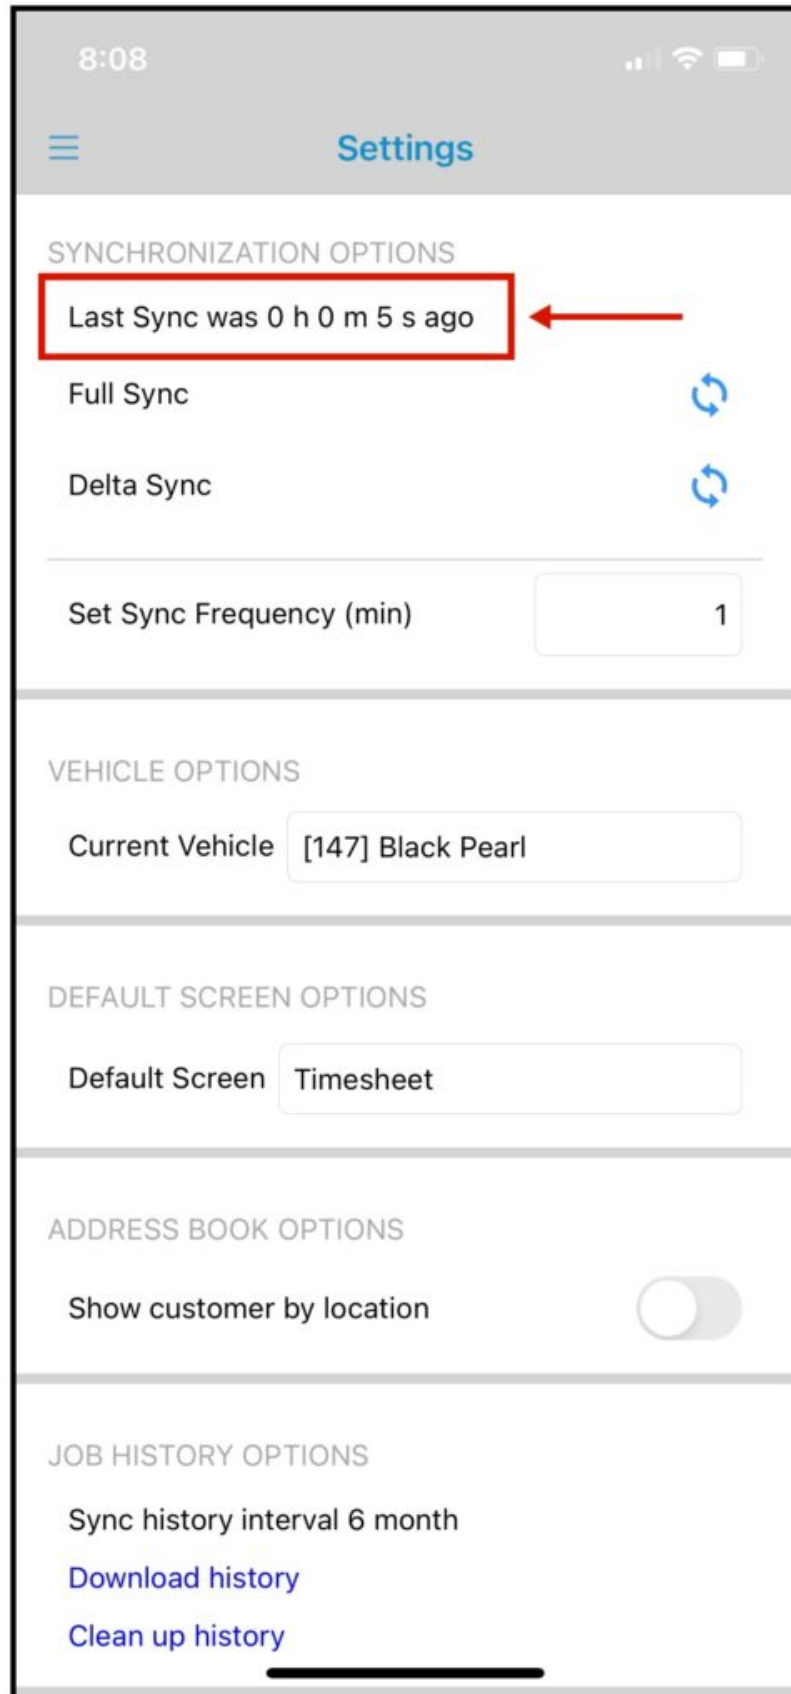 8:08
Settings
SYNCHRONIZATION OPTIONS
Last Sync was 0 h 0 m 5 s ago
Full Sync
Delta Sync
Set Sync Frequency (min) 1
VEHICLE OPTIONS
Current Vehicle [147] Black Pearl
DEFAULT SCREEN OPTIONS
Default Screen Timesheet
ADDRESS BOOK OPTIONS
Show customer by location
JOB HISTORY OPTIONS
Sync history interval 6 month
Download history
Clean up history